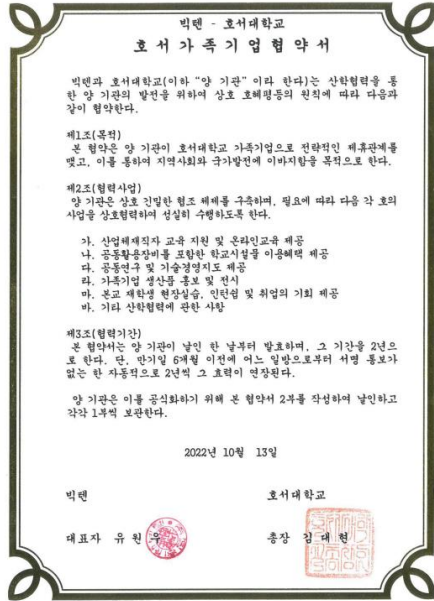 빅텐 - 호서대학교
호서가족기업협약서
빅텐과 호서대학교(이하 "양 기관" 이라 한다)는 산학협력을 통
한 양 기관의 발전을 위하여 상호 호혜평등의 원칙에 따라 다음과
같이 협약한다.
제1조(목적)
본 협약은 양 기관이 호서대학교 가족기업으로 전략적인 제휴관계를
맺고, 이를 통하여 지역사회와 국가발전에 이바지함을 목적으로 한다.
제2조(협력사업)
양 기관은 상호 긴밀한 협조 체제를 구축하며, 필요에 따라 다음 각 호의
사업을 상호협력하여 성실히 수행하도록 한다.
가. 산업체재직자 교육 지원 및 온라인교육 제공
나. 공동활용장비를 포함한 학교시설물 이용혜택 제공
다. 공동연구 및 기술경영지도 제공
라. 가족기업 생산품 홍보 및 전시
마. 본교 재학생 현장실습, 인턴쉽 및 취업의 기회 제공
바. 기타 산학협력에 관한 사항
제3조(협력기간)
본 협약서는 양 기관이 날인 한 날부터 발효하며, 그 기간을 2년으
로 한다. 단, 만기일 6개월 이전에 어느 일방으로부터 서명 통보가
없는 한 자동적으로 2년씩 그 효력이 연장된다.
양 기관은 이를 공식화하기 위해 본 협약서 2부를 작성하여 날인하고
각각 1부씩 보관한다.
2022년 10월 13일
빅텐 호서대학교
대표자 유원우 총장 김대현